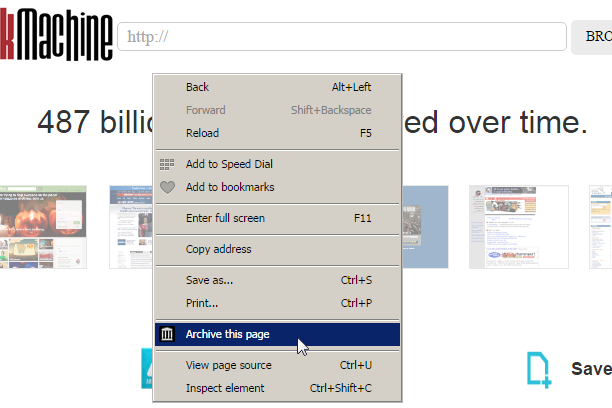 kMachine
http://
BRO
487 billi
ed over time.
Back Alt+Left
Forward Shift+Backspace
Reload F5
Add to Speed Dial
Add to bookmarks
Enter full screen F11
Copy address
Save as... Ctrl+S
Print... Ctrl+P
Archive this page
View page source Ctrl+U
Inspect element Ctrl+Shift+C
Save